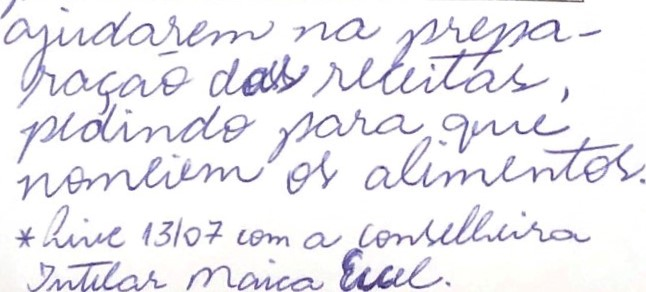 ajudarem na prepa-
ração das receitas,
pedindo para que
nomeiem os alimentos.
*Live 13/07 com a conselheira
Tutelar Maica